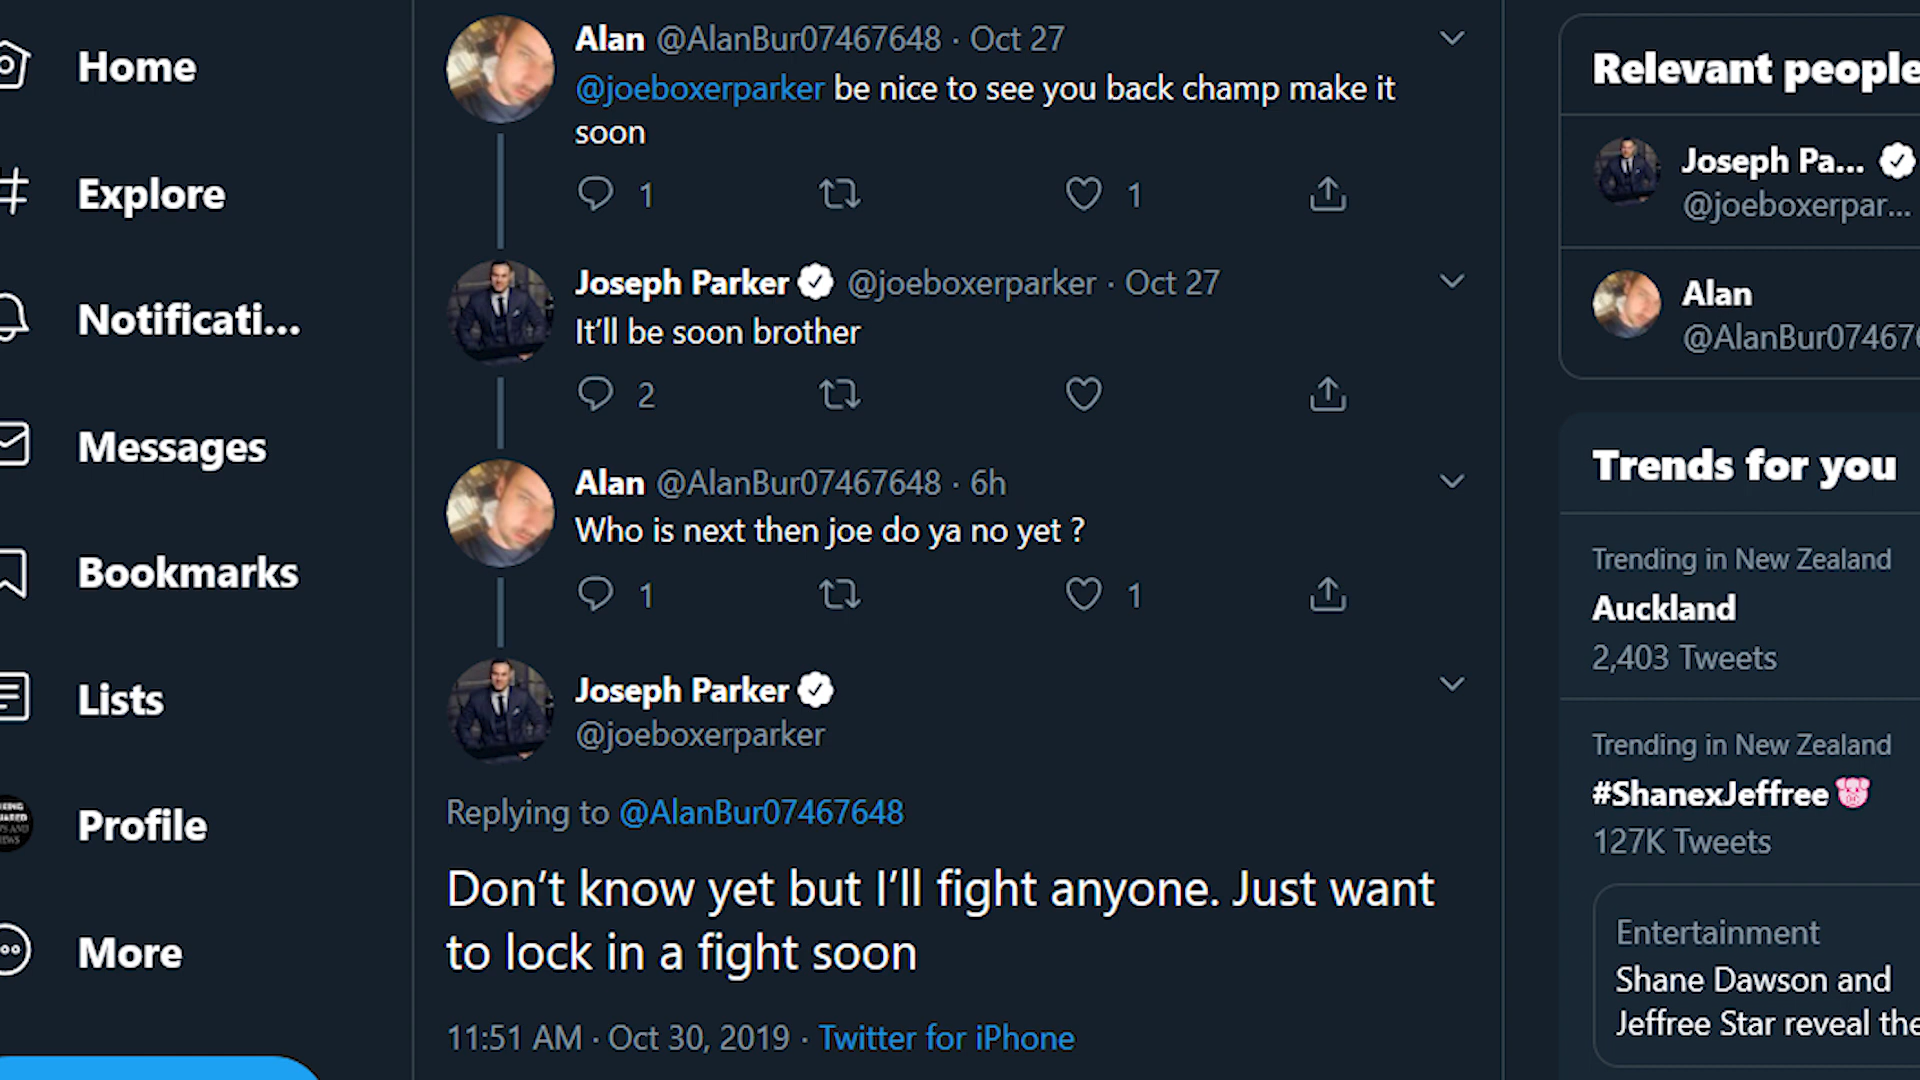 Home
Explore
Notificati...
Messages
Bookmarks
Lists
Profile
More
Alan @AlanBur07467648 · Oct 27
@joeboxerparker be nice to see you back champ make it
soon
1 1
Joseph Parker @joeboxerparker · Oct 27
It’ll be soon brother
2
Alan @AlanBur07467648 · 6h
Who is next then joe do ya no yet ?
1 1
Joseph Parker
@joeboxerparker
Replying to @AlanBur07467648
Don’t know yet but I’ll fight anyone. Just want
to lock in a fight soon
11:51 AM · Oct 30, 2019 · Twitter for iPhone
Relevant people
Joseph Pa...
@joeboxerpar...
Alan
@AlanBur07467
Trends for you
Trending in New Zealand
Auckland
2,403 Tweets
Trending in New Zealand
#ShanexJeffree
127K Tweets
Entertainment
Shane Dawson and
Jeffree Star reveal the